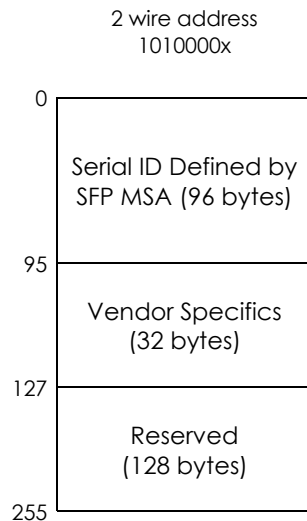 2 wire address
1010000x
0
Serial ID Defined by
SFP MSA (96 bytes)
95
Vendor Specifics
(32 bytes)
127
Reserved
(128 bytes)
255